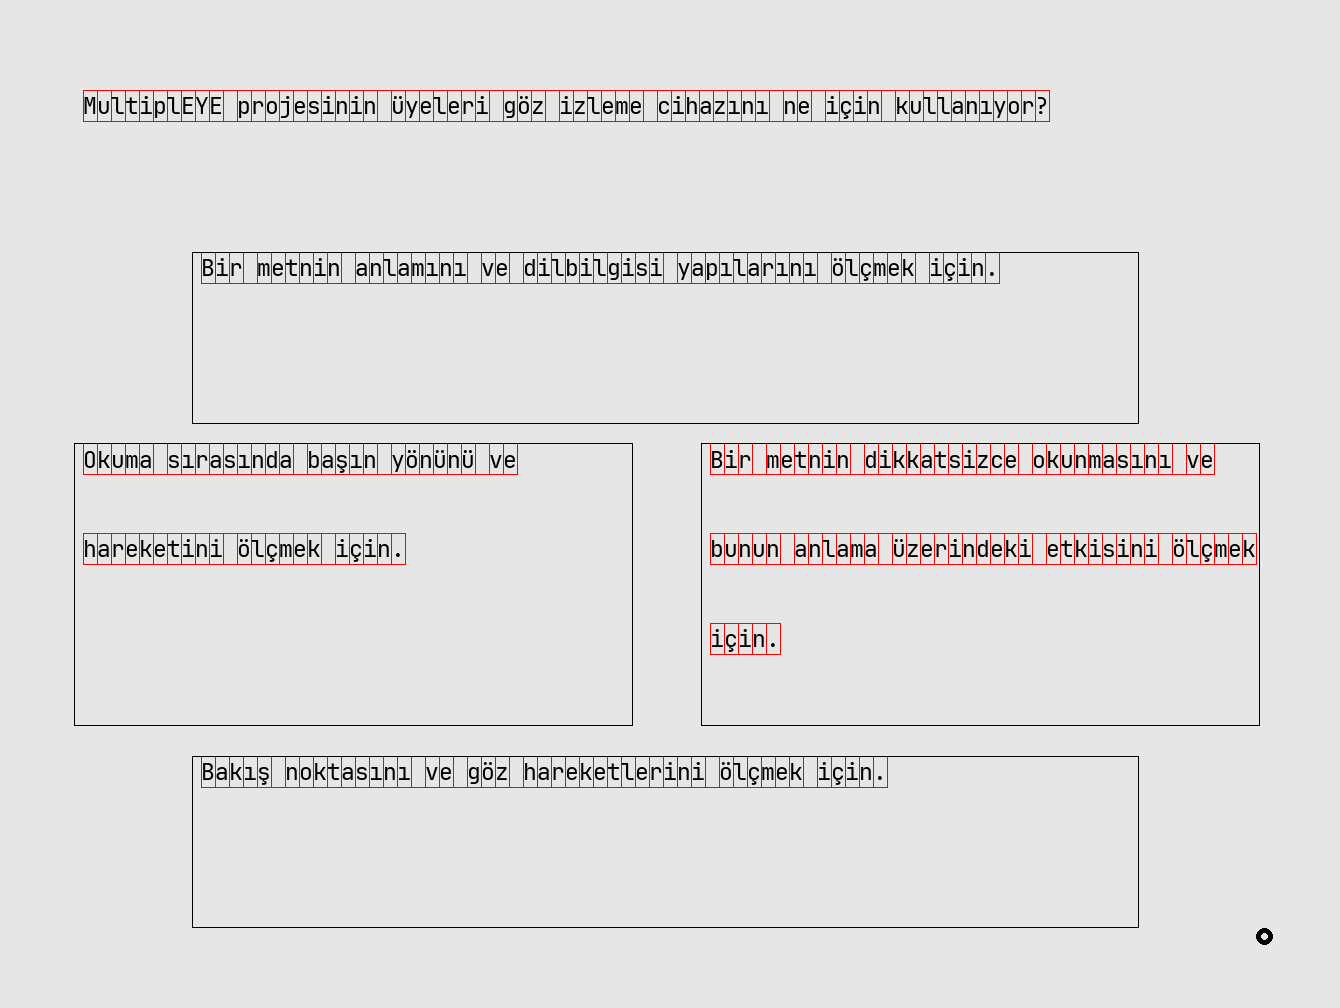 MultiplEYE projesinin üyeleri göz izleme cihazını ne için kullanıyor?
Bir metnin anlamını ve dilbilgisi yapılarını ölçmek için.
Okuma sırasında başın yönünü ve
hareketini ölçmek için.
Bir metnin dikkatsizce okunmasını ve
bunun anlama üzerindeki etkisini ölçmek
için.
Bakış noktasını ve göz hareketlerini ölçmek için.